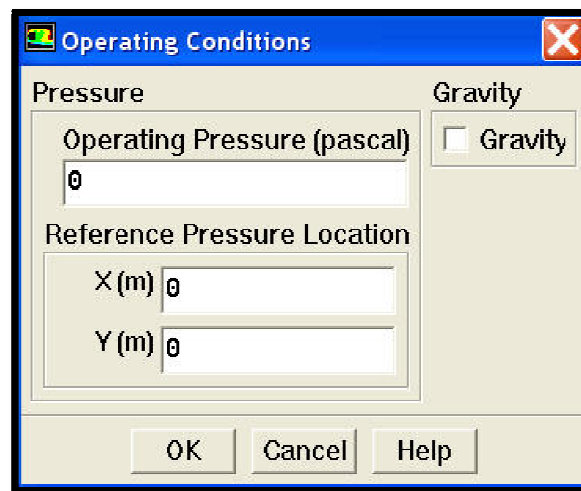 Operating Conditions
Pressure
Operating Pressure (pascal)
0
Reference Pressure Location
X (m) 0
Y (m) 0
Gravity
Gravity
OK Cancel Help